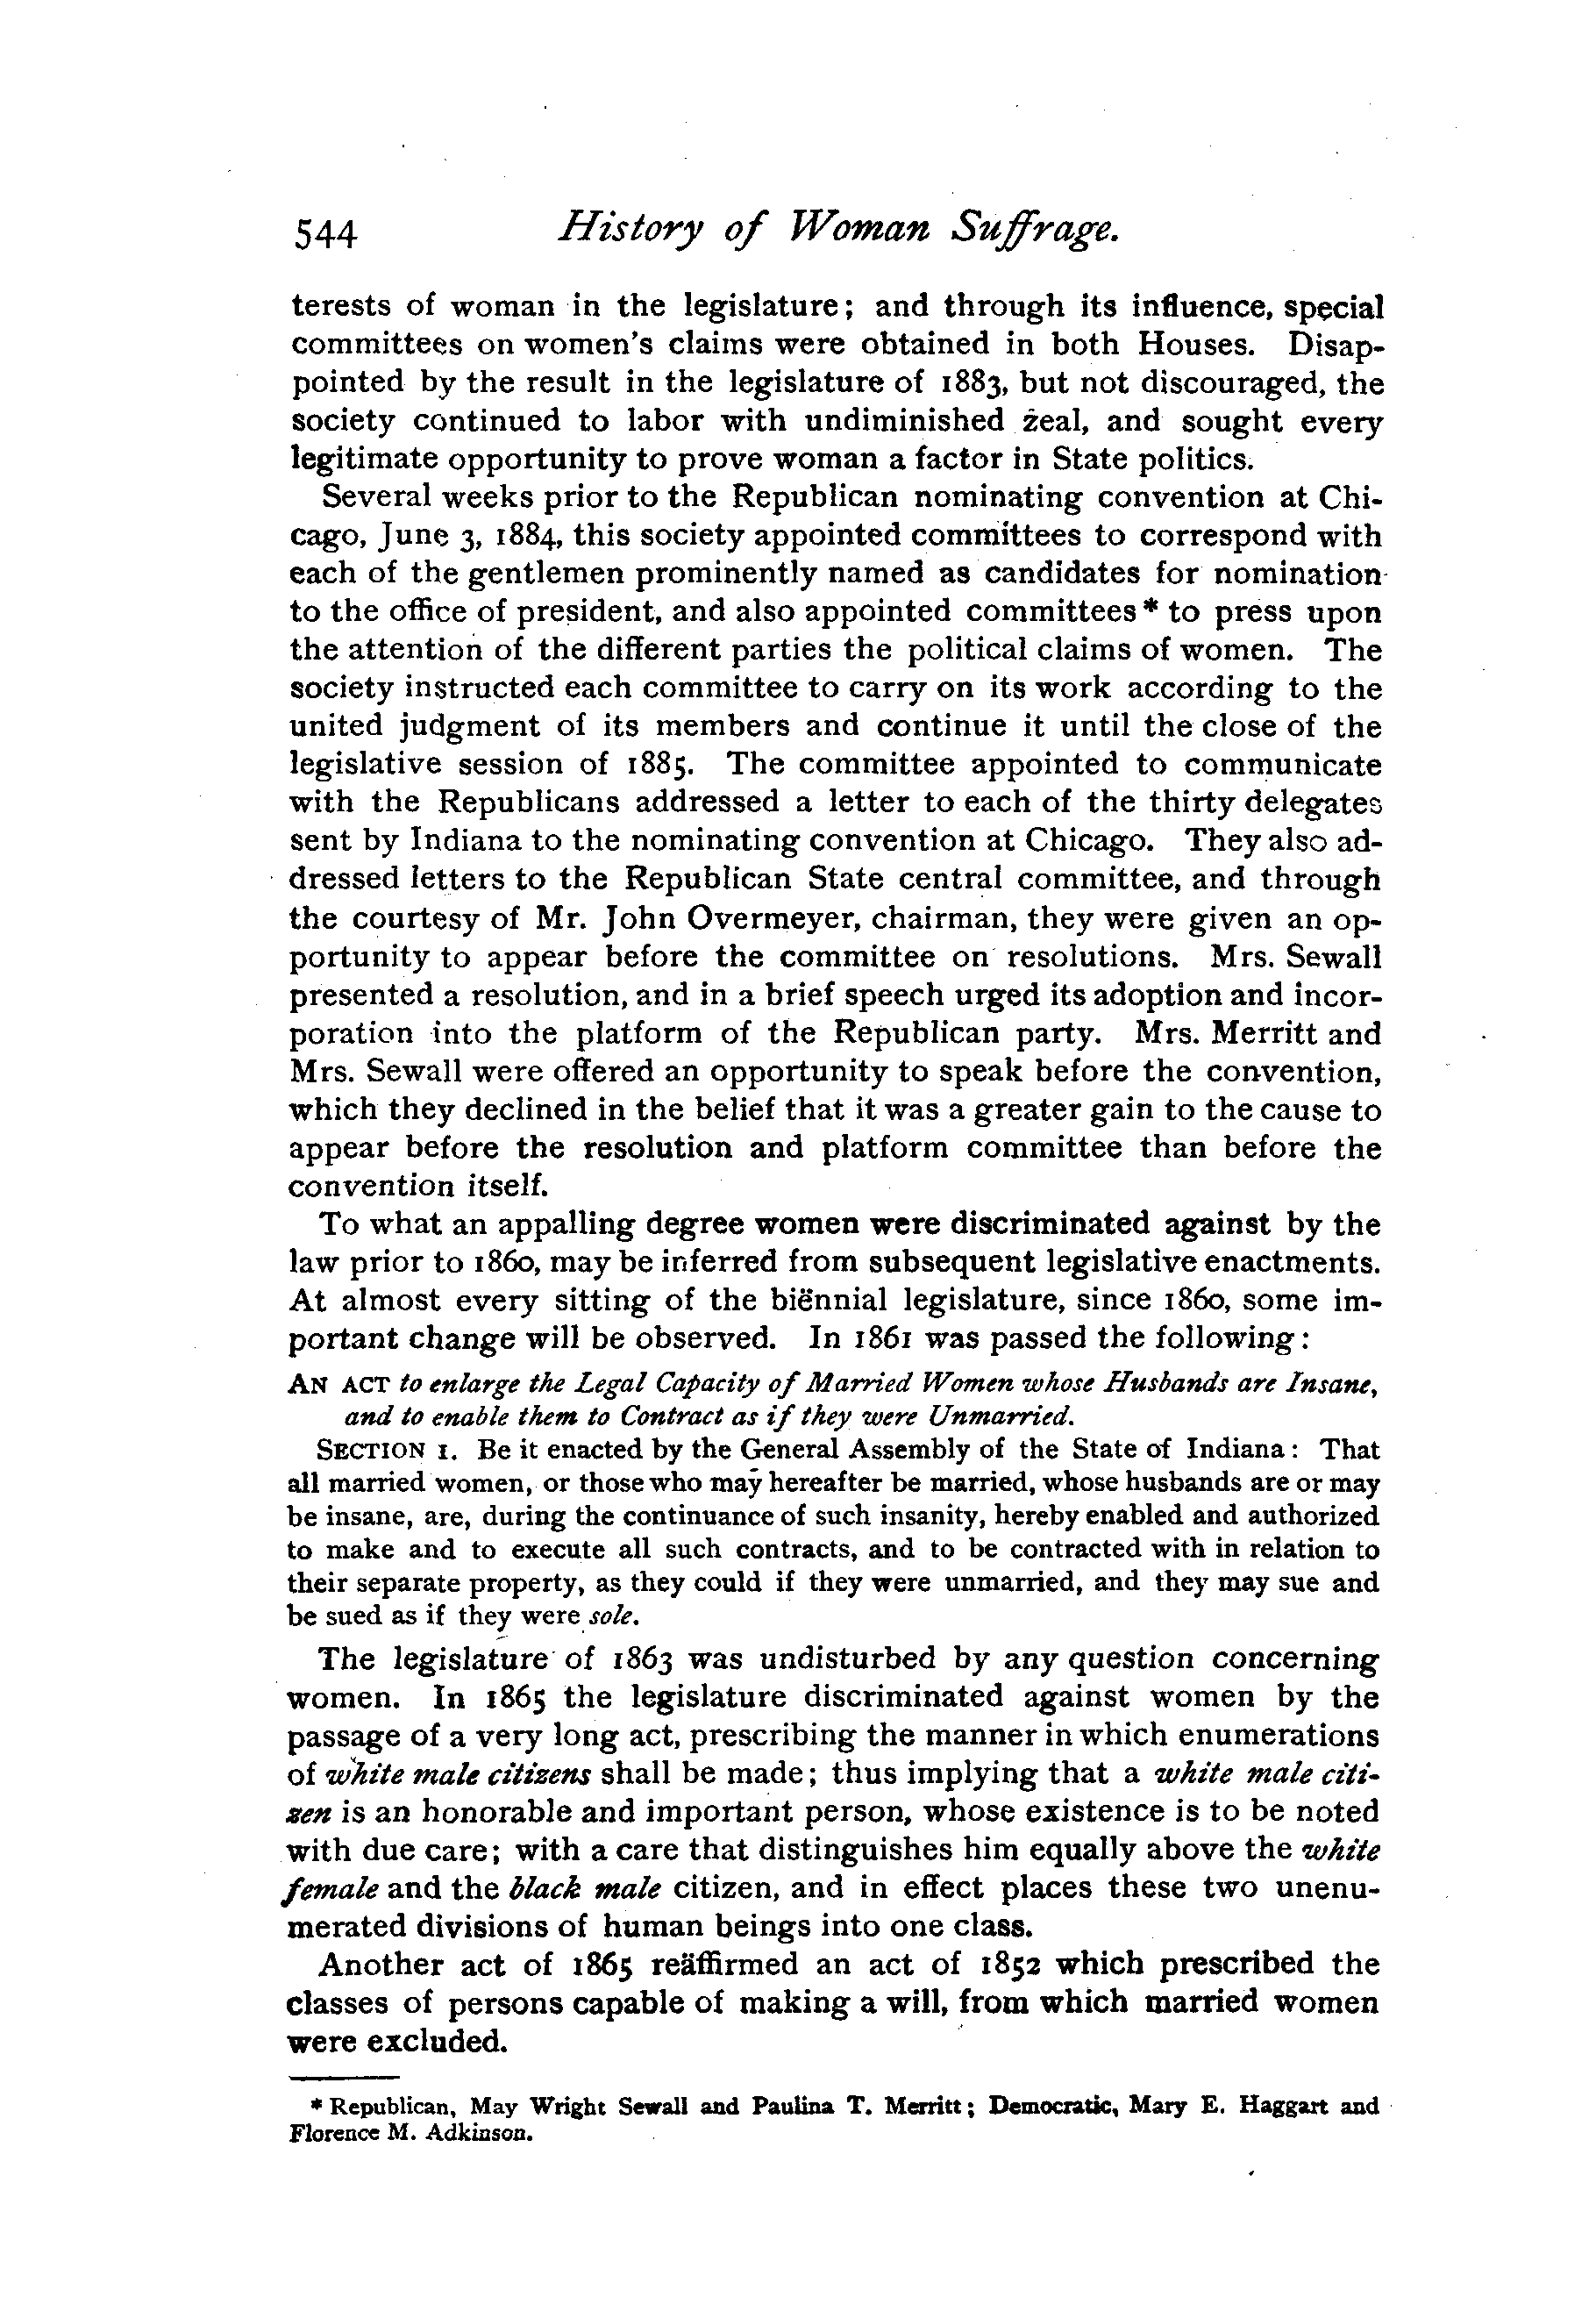 544 History of Woman Suffrage.
terests of woman in the legislature; and through its influence, special
committees on women's claims were obtained in both Houses. Disap-
pointed by the result in the legislature of 1883, but not discouraged, the
society continued to labor with undiminished zeal, and sought every
legitimate opportunity to prove woman a factor in State politics.
Several weeks prior to the Republican nominating convention at Chi-
cago, June 3, 1884, this society appointed committees to correspond with
each of the gentlemen prominently named as candidates for nomination
to the office of president, and also appointed committees * to press upon
the attention of the different parties the political claims of women. The
society instructed each committee to carry on its work according to the
united judgment of its members and continue it until the close of the
legislative session of 1885. The committee appointed to communicate
with the Republicans addressed a letter to each of the thirty delegates
sent by Indiana to the nominating convention at Chicago. They also ad-
dressed letters to the Republican State central committee, and through
the courtesy of Mr. John Overmeyer, chairman, they were given an op-
portunity to appear before the committee on resolutions. Mrs. Sewall
presented a resolution, and in a brief speech urged its adoption and incor-
poration into the platform of the Republican party. Mrs. Merritt and
Mrs. Sewall were offered an opportunity to speak before the convention,
which they declined in the belief that it was a greater gain to the cause to
appear before the resolution and platform committee than before the
convention itself.
To what an appalling degree women were discriminated against by the
law prior to 1860, may be inferred from subsequent legislative enactments.
At almost every sitting of the biënnial legislature, since 1860, some im-
portant change will be observed. In 1861 was passed the following:
AN ACT to enlarge the Legal Capacity of Married Women whose Husbands are Insane,
and to enable them to Contract as if they were Unmarried.
SECTION 1. Be it enacted by the General Assembly of the State of Indiana: That
all married women, or those who may hereafter be married, whose husbands are or may
be insane, are, during the continuance of such insanity, hereby enabled and authorized
to make and to execute all such contracts, and to be contracted with in relation to
their separate property, as they could if they were unmarried, and they may sue and
be sued as if they were sole.
The legislature of 1863 was undisturbed by any question concerning
women. In 1865 the legislature discriminated against women by the
passage of a very long act, prescribing the manner in which enumerations
of white male citizens shall be made; thus implying that a white male citi-
zen is an honorable and important person, whose existence is to be noted
with due care; with a care that distinguishes him equally above the white
female and the black male citizen, and in effect places these two unenu-
merated divisions of human beings into one class.
Another act of 1865 reäffirmed an act of 1852 which prescribed the
classes of persons capable of making a will, from which married women
were excluded.
* Republican, May Wright Sewall and Paulina T. Merritt; Democratic, Mary E. Haggart and
Florence M. Adkinson.